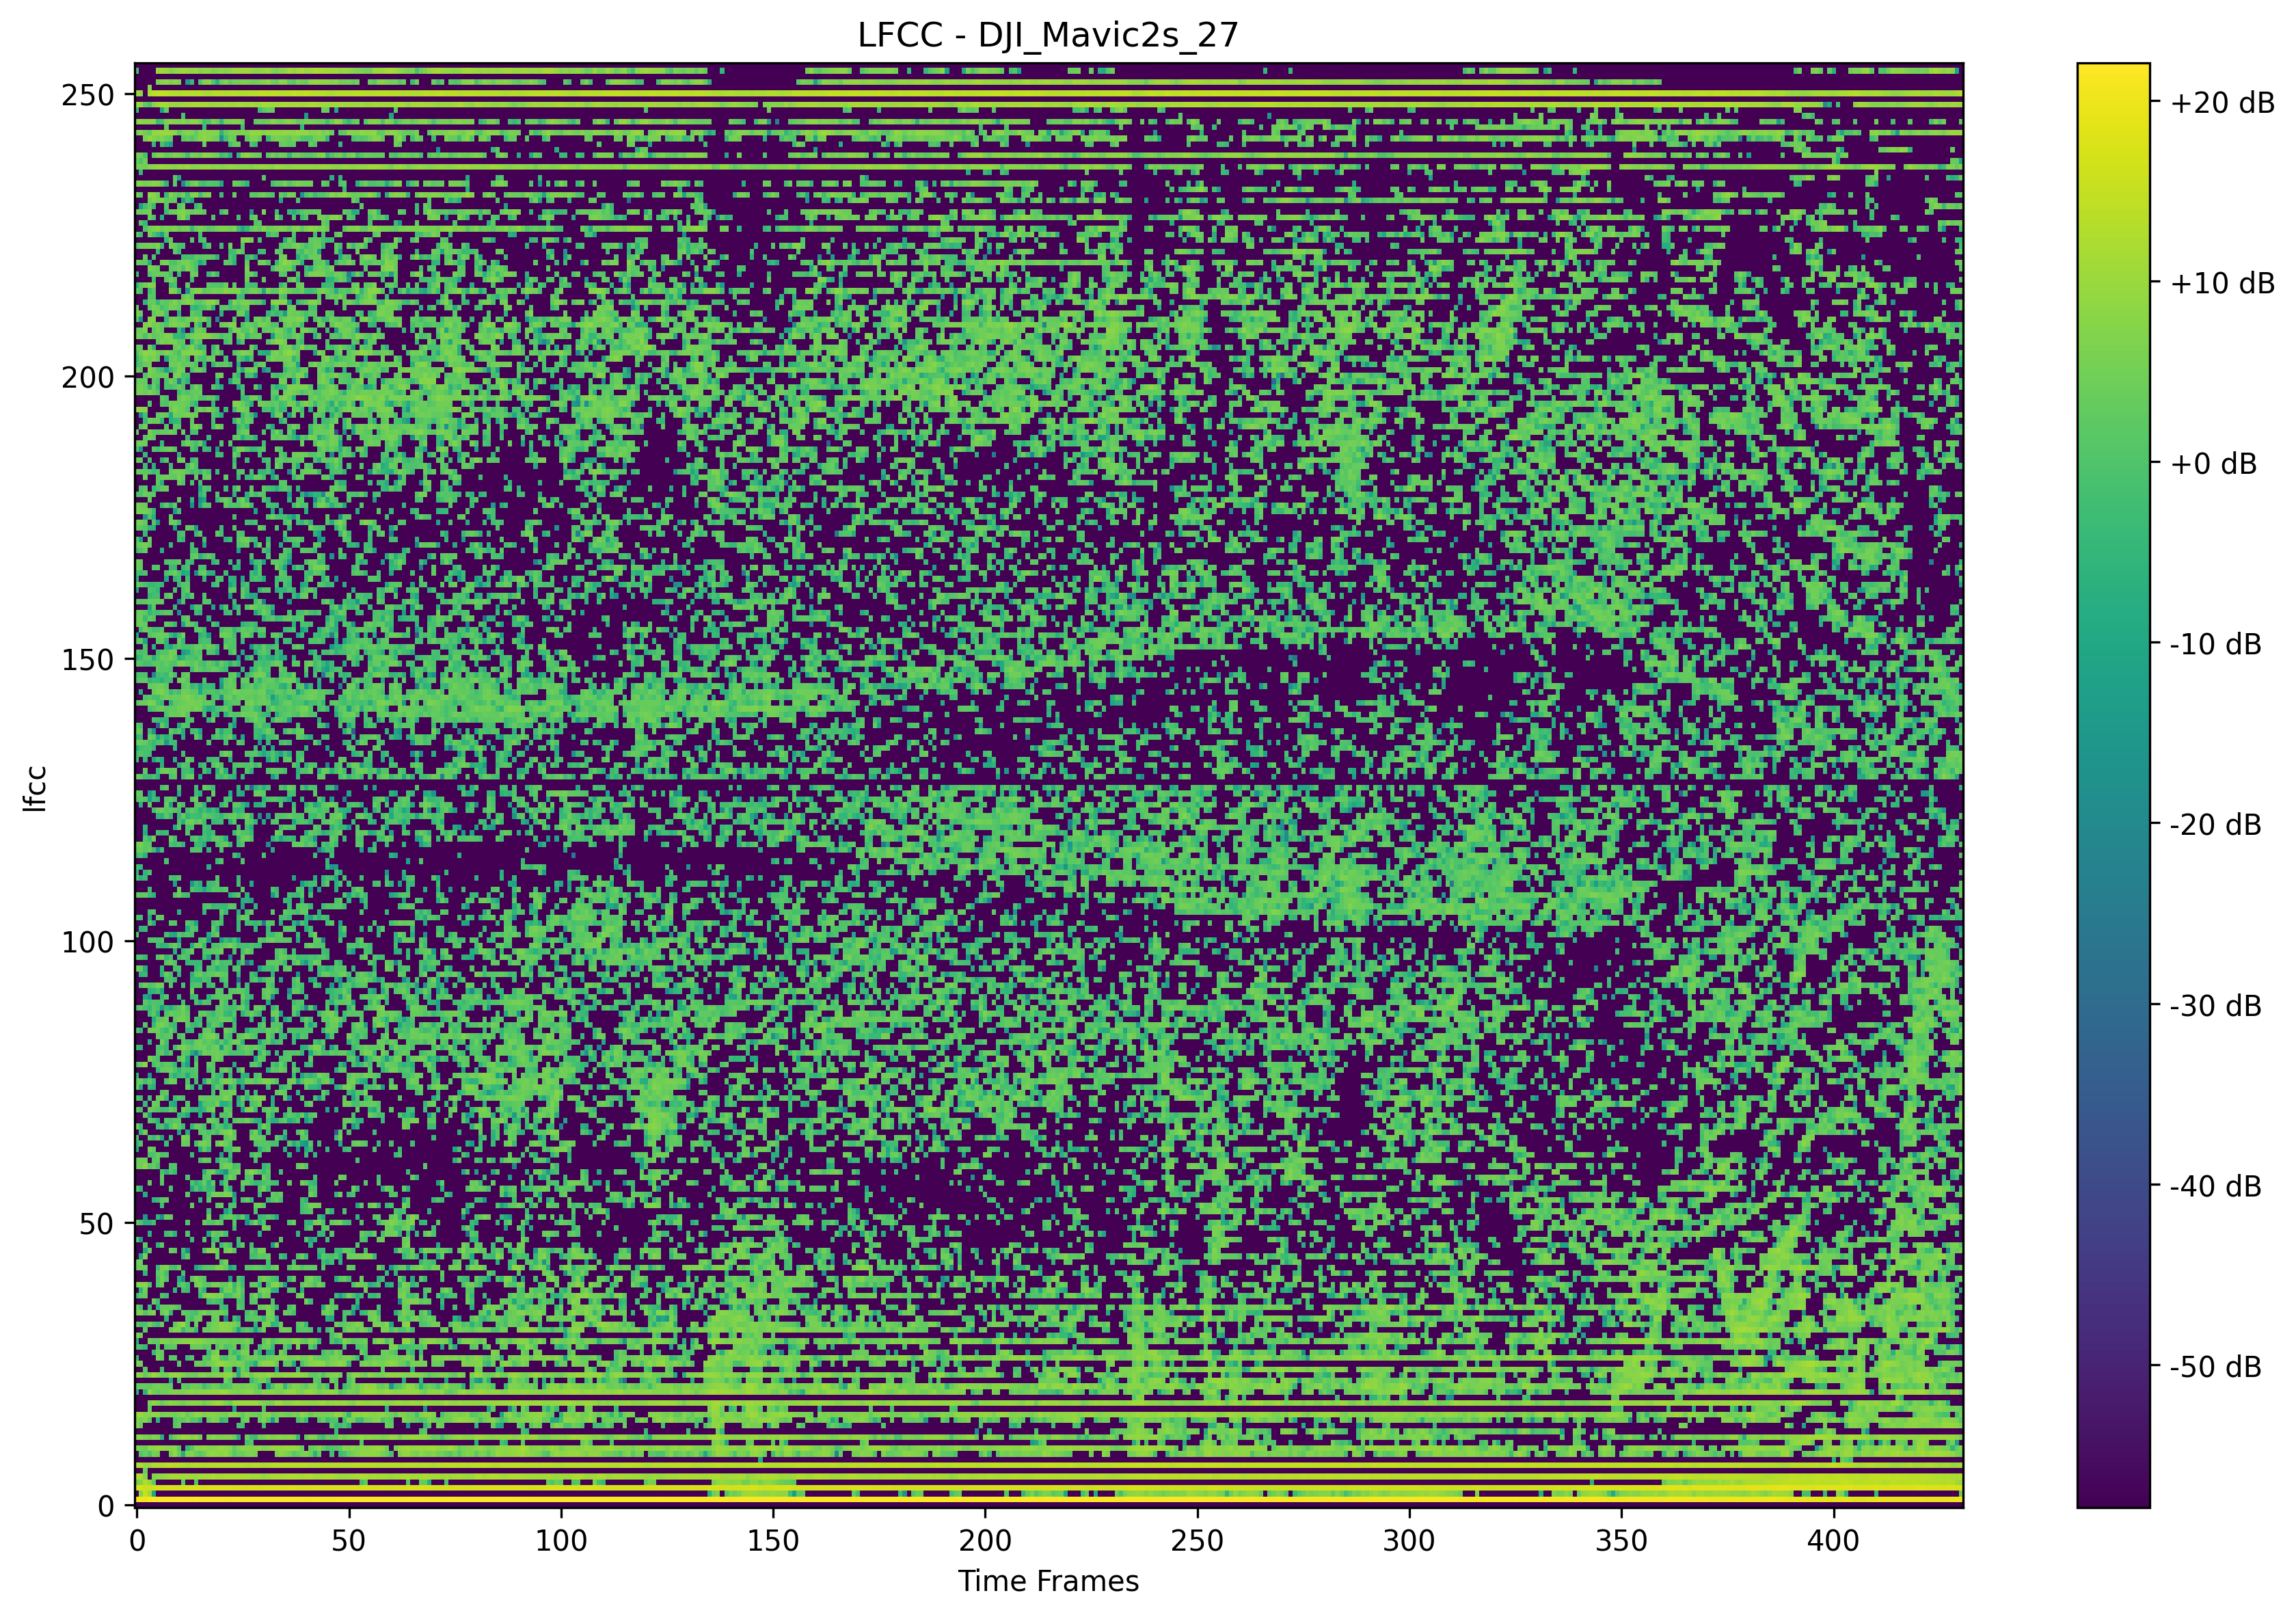 LFCC - DJI_Mavic2s_27
250
200
150
100
50
0
lfcc
0 50 100 150 200 250 300 350 400
Time Frames
+20 dB
+10 dB
+0 dB
-10 dB
-20 dB
-30 dB
-40 dB
-50 dB